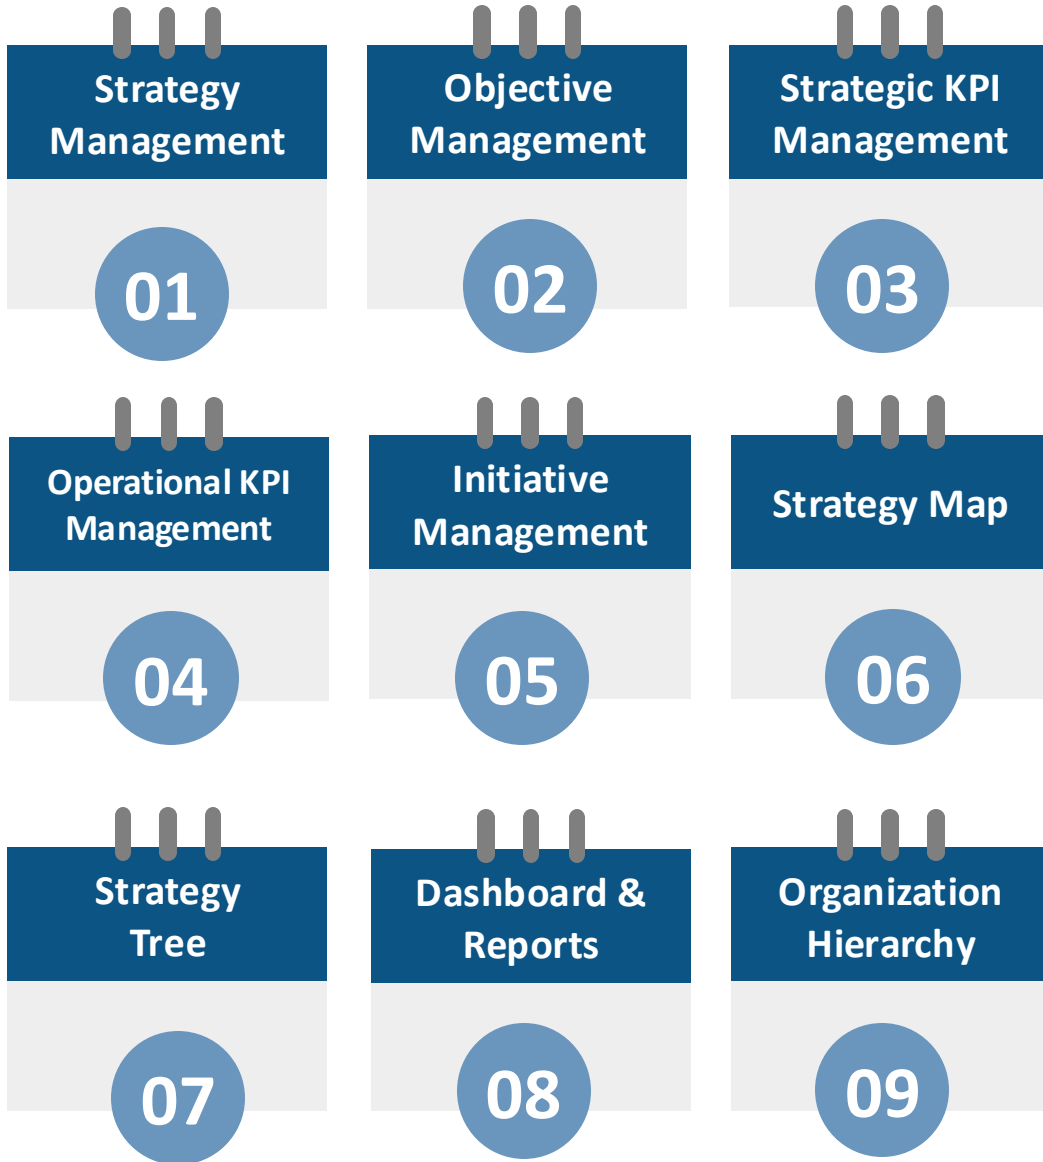 Strategy
Management
01
Objective
Management
02
Strategic KPI
Management
03
Operational KPI
Management
04
Initiative
Management
05
Strategy Map
06
Strategy
Tree
07
Dashboard &
Reports
08
Organization
Hierarchy
09